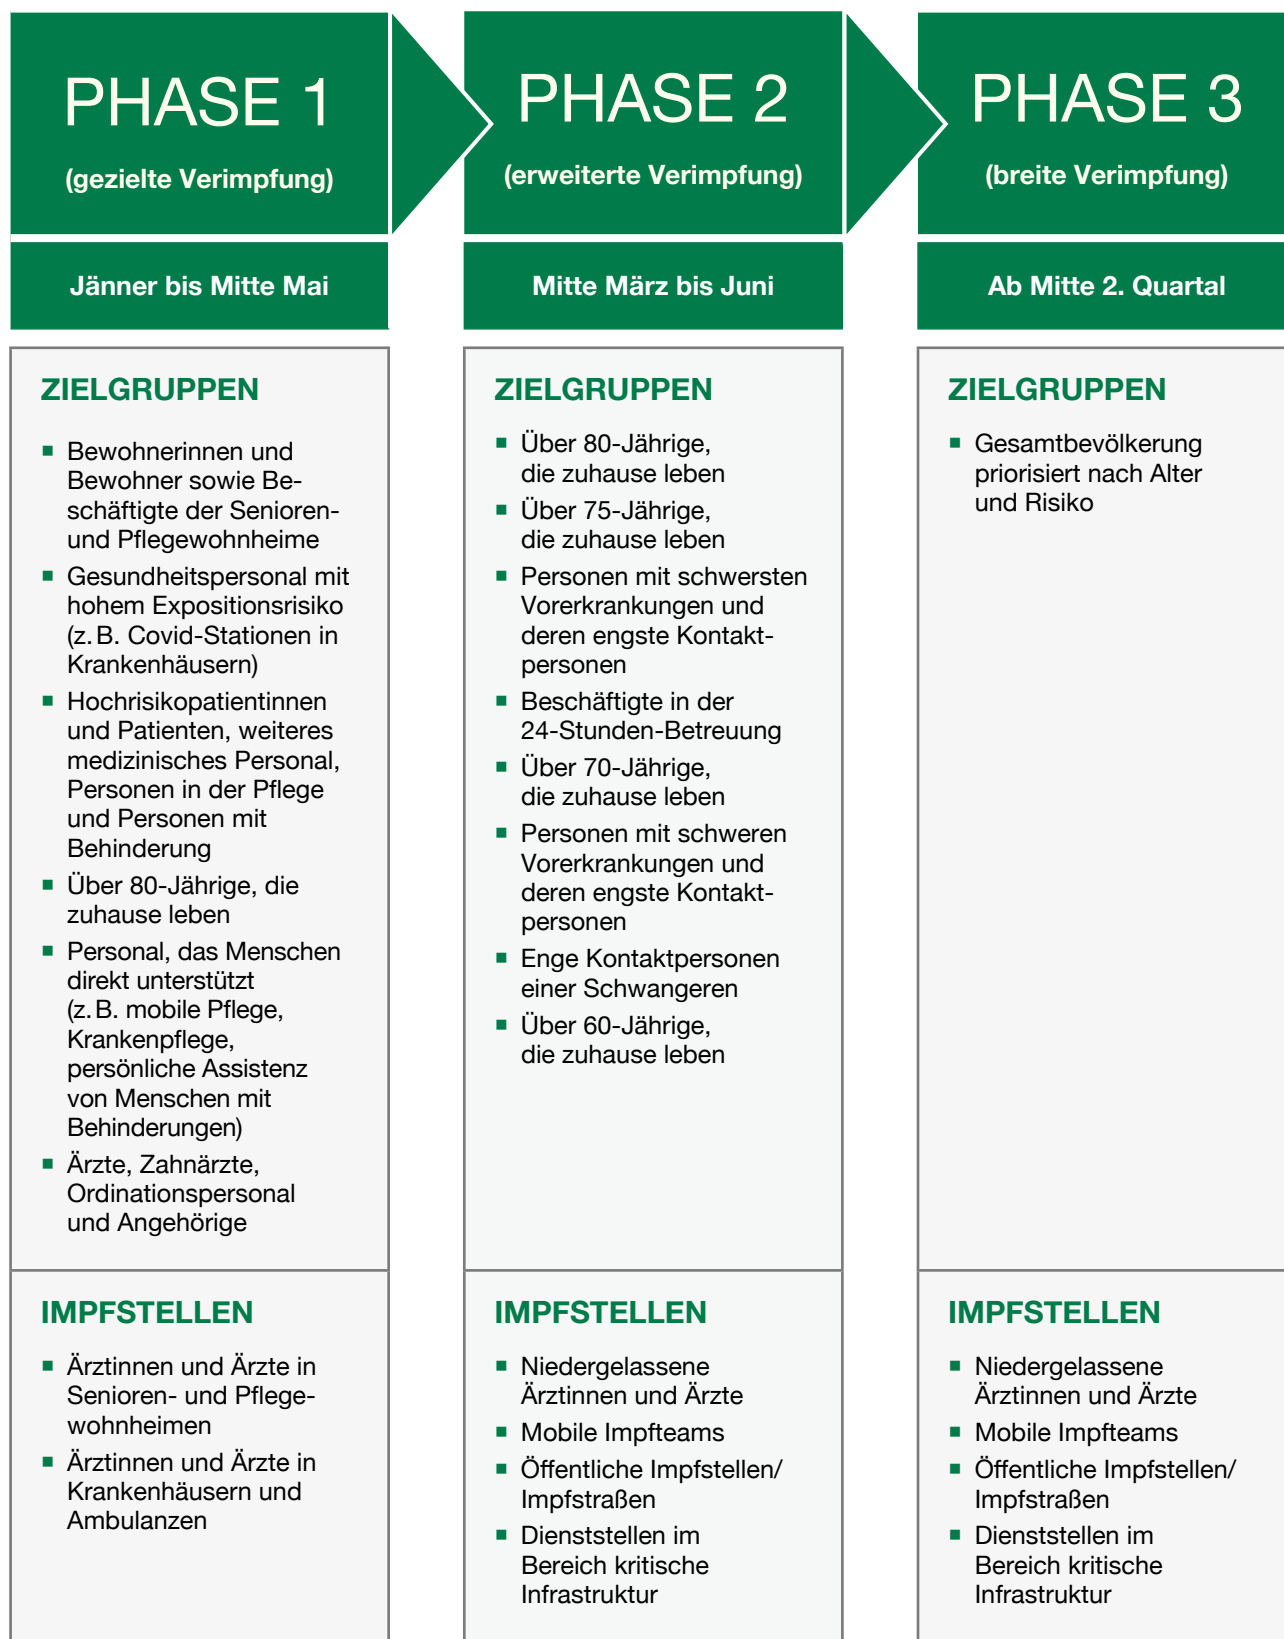 PHASE 1
(gezielte Verimpfung)
Jänner bis Mitte Mai
ZIELGRUPPEN
■ Bewohnerinnen und
Bewohner sowie Be-
schäftigte der Senioren-
und Pflegewohnheime
■ Gesundheitspersonal mit
hohem Expositionsrisiko
(z. B. Covid-Stationen in
Krankenhäusern)
■ Hochrisikopatientinnen
und Patienten, weiteres
medizinisches Personal,
Personen in der Pflege
und Personen mit
Behinderung
■ Über 80-Jährige, die
zuhause leben
■ Personal, das Menschen
direkt unterstützt
(z. B. mobile Pflege,
Krankenpflege,
persönliche Assistenz
von Menschen mit
Behinderungen)
■ Ärzte, Zahnärzte,
Ordinationspersonal
und Angehörige
IMPFSTELLEN
■ Ärztinnen und Ärzte in
Senioren- und Pflege-
wohnheimen
■ Ärztinnen und Ärzte in
Krankenhäusern und
Ambulanzen
PHASE 2
(erweiterte Verimpfung)
Mitte März bis Juni
ZIELGRUPPEN
■ Über 80-Jährige,
die zuhause leben
■ Über 75-Jährige,
die zuhause leben
■ Personen mit schwersten
Vorerkrankungen und
deren engste Kontakt-
personen
■ Beschäftigte in der
24-Stunden-Betreuung
■ Über 70-Jährige,
die zuhause leben
■ Personen mit schweren
Vorerkrankungen und
deren engste Kontakt-
personen
■ Enge Kontaktpersonen
einer Schwangeren
■ Über 60-Jährige,
die zuhause leben
IMPFSTELLEN
■ Niedergelassene
Ärztinnen und Ärzte
■ Mobile Impfteams
■ Öffentliche Impfstellen/
Impfstraßen
■ Dienststellen im
Bereich kritische
Infrastruktur
PHASE 3
(breite Verimpfung)
Ab Mitte 2. Quartal
ZIELGRUPPEN
■ Gesamtbevölkerung
priorisiert nach Alter
und Risiko
IMPFSTELLEN
■ Niedergelassene
Ärztinnen und Ärzte
■ Mobile Impfteams
■ Öffentliche Impfstellen/
Impfstraßen
■ Dienststellen im
Bereich kritische
Infrastruktur